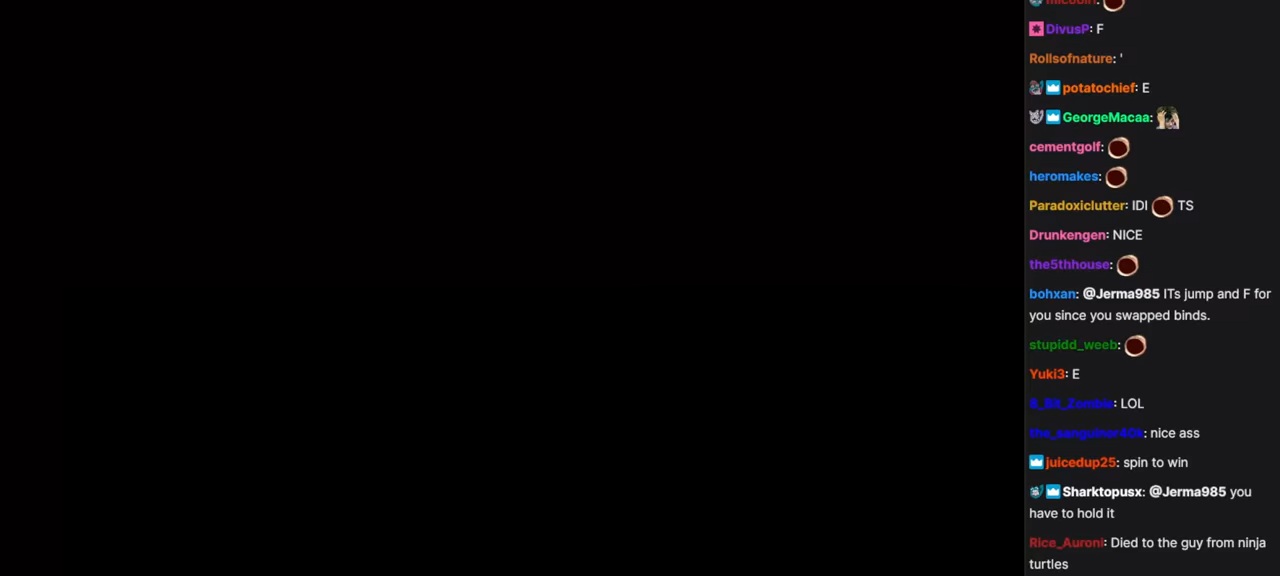 DivusP: F
Rollsofnature: '
potatochief: E
GeorgeMacaa:
cementgolf:
heromakes:
Paradoxiclutter: IDI TS
Drunkengen: NICE
the5thhouse:
bohxan: @Jerma985 ITs jump and F for
you since you swapped binds.
stupidd_weeb:
Yuki3: E
8_Bit_Zombie: LOL
: nice ass
juicedup25: spin to win
Sharktopusx: @Jerma985 you
have to hold it
Rice_Auroni: Died to the guy from ninja
turtles